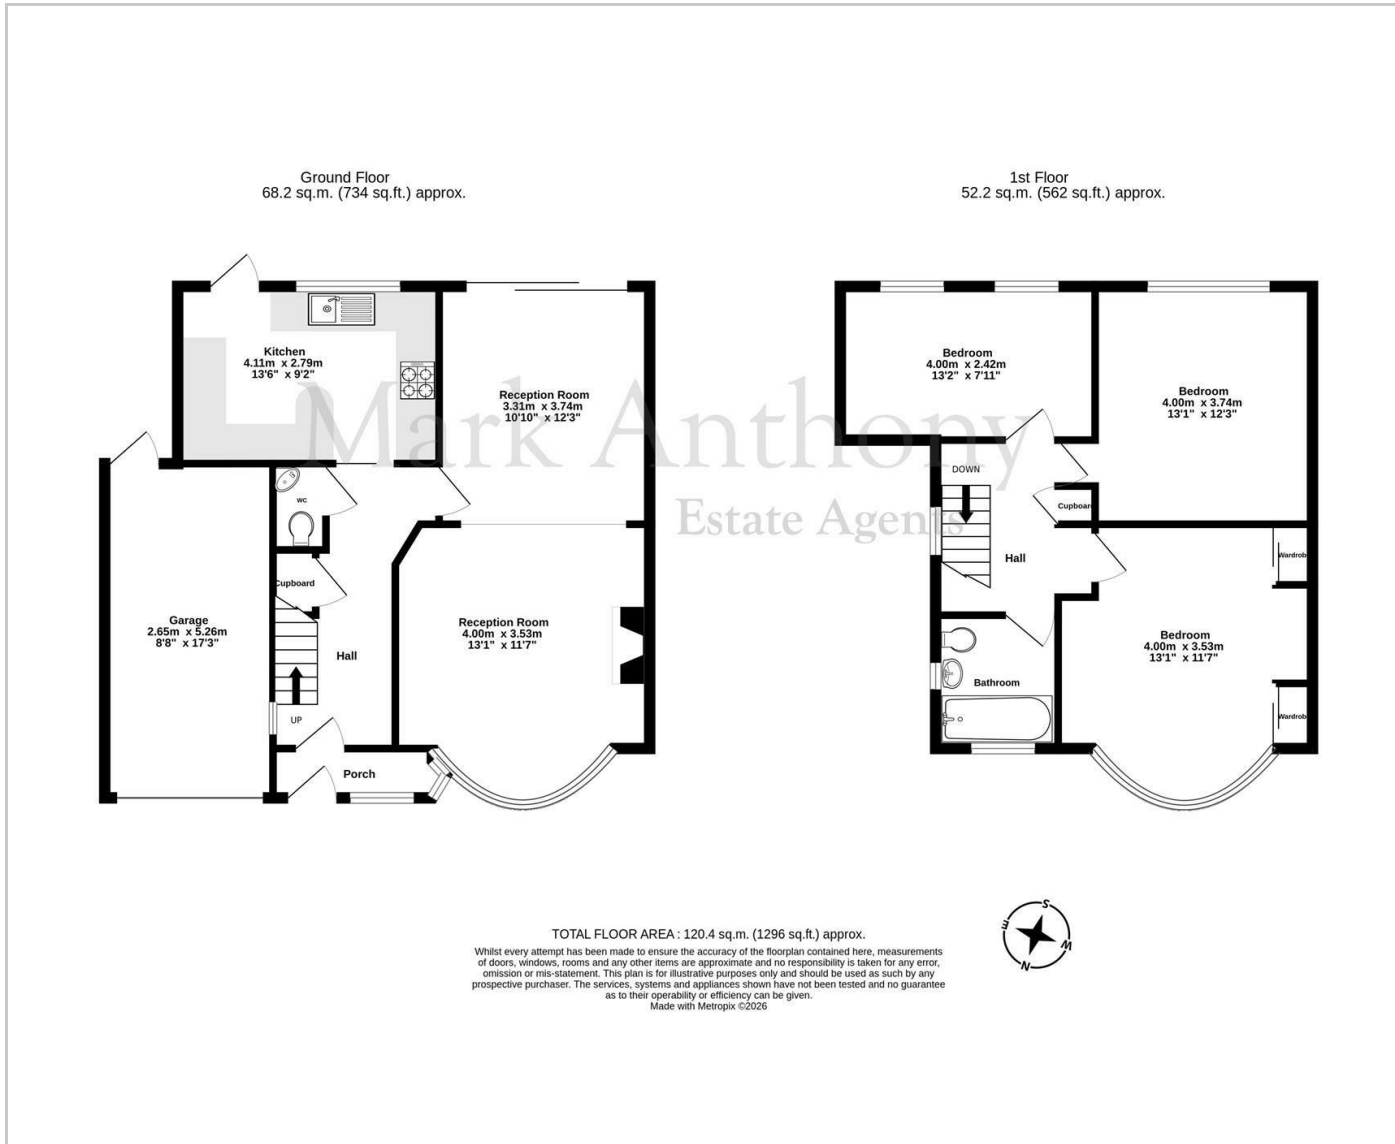 Ground Floor
68.2 sq.m. (734 sq.ft.) approx.
1st Floor
52.2 sq.m. (562 sq.ft.) approx.
Kitchen
4.11m x 2.79m
13'6" x 9'2"
Reception Room
3.31m x 3.74m
10'10" x 12'3"
WC
Cupboard
Garage
2.65m x 5.26m
8'8" x 17'3"
Hall
UP
Reception Room
4.00m x 3.53m
13'1" x 11'7"
Porch
Bedroom
4.00m x 2.42m
13'2" x 7'11"
Bedroom
4.00m x 3.74m
13'1" x 12'3"
DOWN
Cupboard
Hall
Wardrob
Bedroom
4.00m x 3.53m
13'1" x 11'7"
Bathroom
Wardrob
Mark Anthony
Estate Agents
S
E
W
N
TOTAL FLOOR AREA : 120.4 sq.m. (1296 sq.ft.) approx.
Whilst every attempt has been made to ensure the accuracy of the floorplan contained here, measurements
of doors, windows, rooms and any other items are approximate and no responsibility is taken for any error,
omission or mis-statement. This plan is for illustrative purposes only and should be used as such by any
prospective purchaser. The services, systems and appliances shown have not been tested and no guarantee
as to their operability or efficiency can be given.
Made with Metropix ©2026